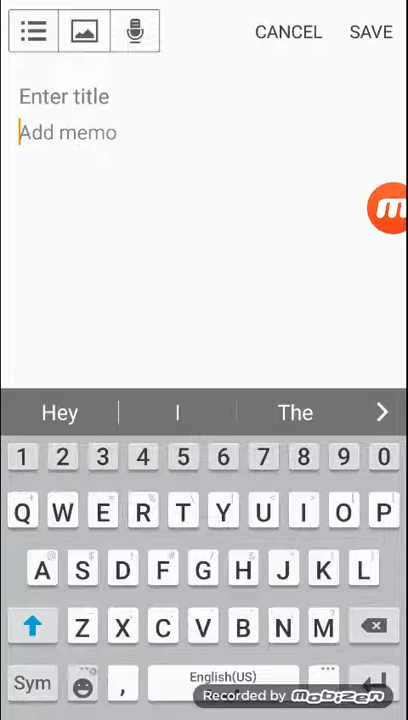 CANCEL SAVE
Enter title
Add memo
m
Hey I The
1 2 3 4 5 6 7 8 9 0
Q W E R T Y U I O P
A S D F G H J K L
Z X C V B N M
Sym , English(US)
Recorded by mobizen